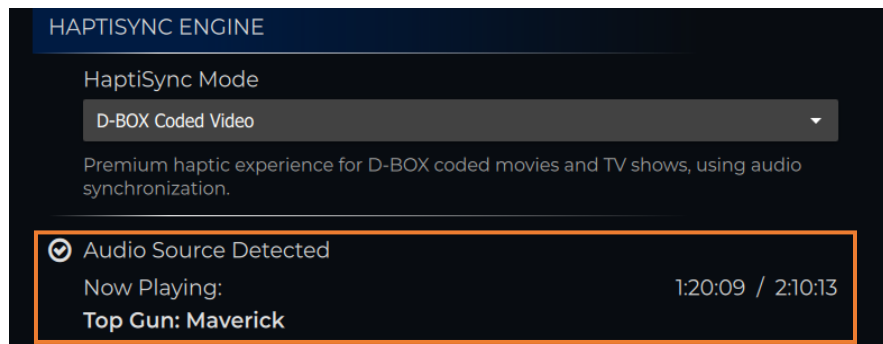 HAPTISYNC ENGINE
HaptiSync Mode
D-BOX Coded Video
Premium haptic experience for D-BOX coded movies and TV shows, using audio
synchronization.
Audio Source Detected
Now Playing: 1:20:09 / 2:10:13
Top Gun: Maverick